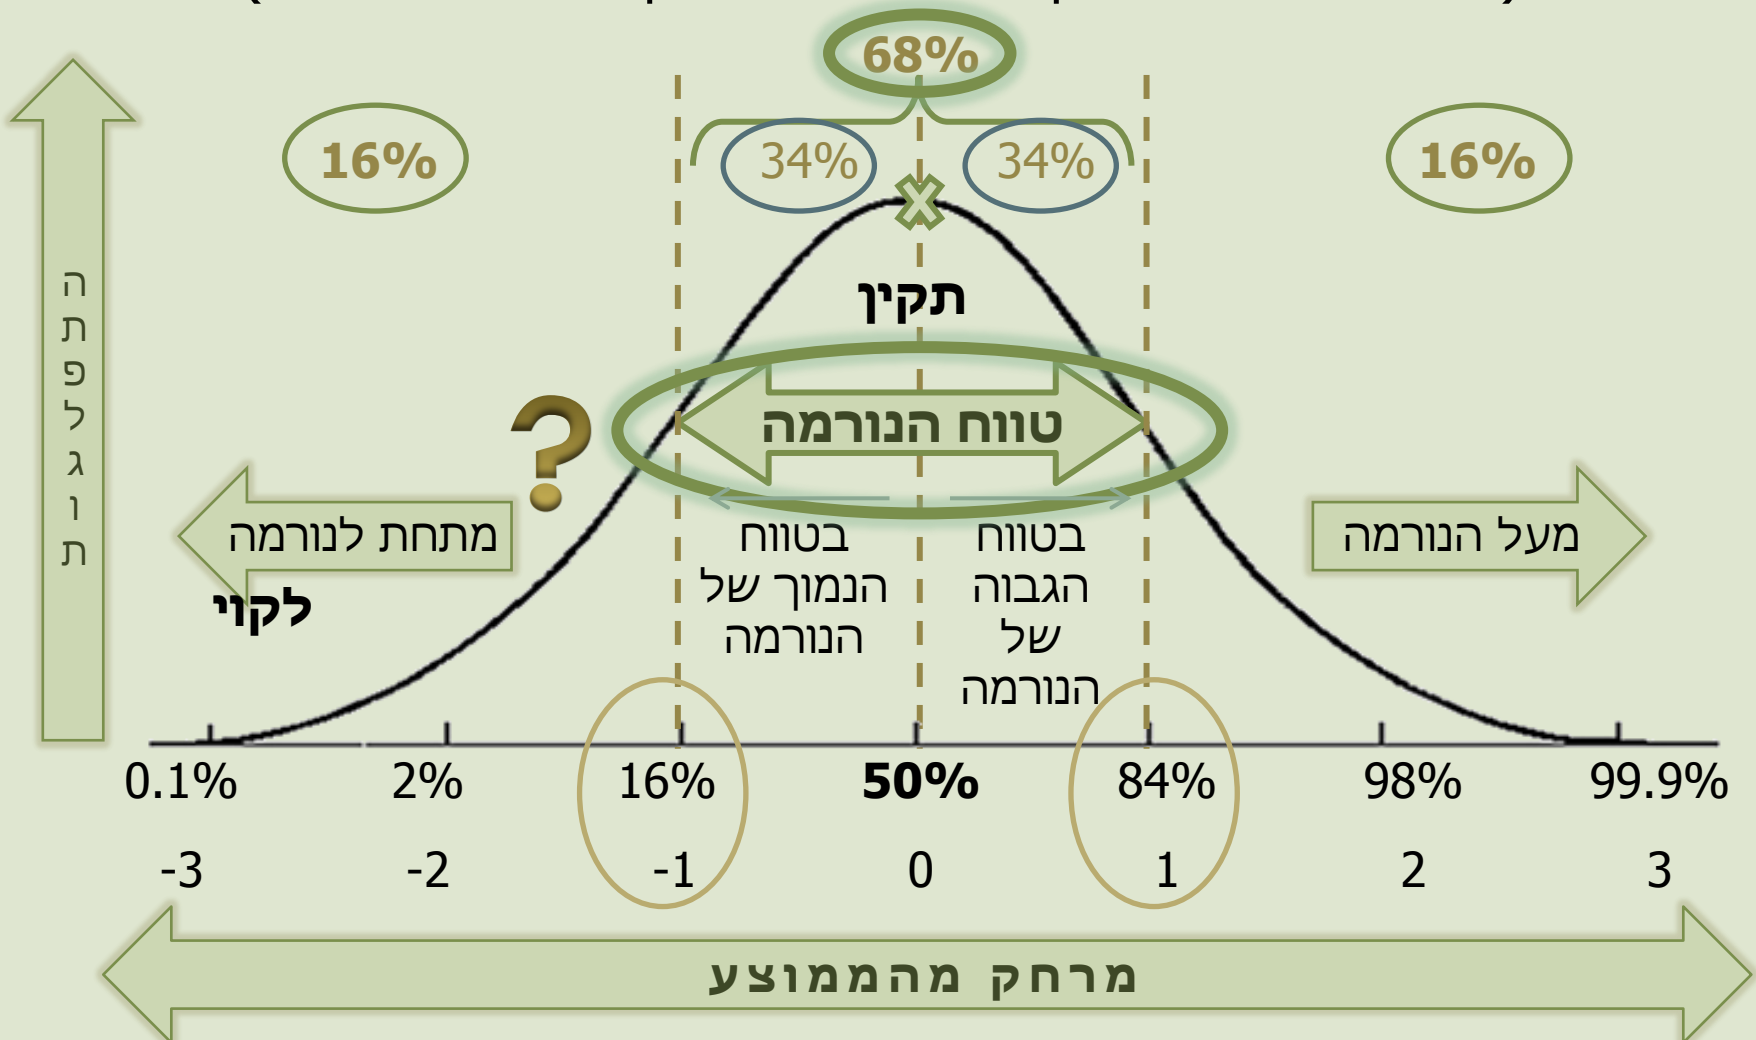 68%
16%
34%
34%
16%
התפלגות
תקין
?
טווח הנורמה
מתחת לנורמה
בטווח
הנמוך של
הנורמה
בטווח
הגבוה
של
הנורמה
מעל הנורמה
לקוי
0.1% 2% 16% 50% 84% 98% 99.9%
-3 -2 -1 0 1 2 3
מרחק מהממוצע